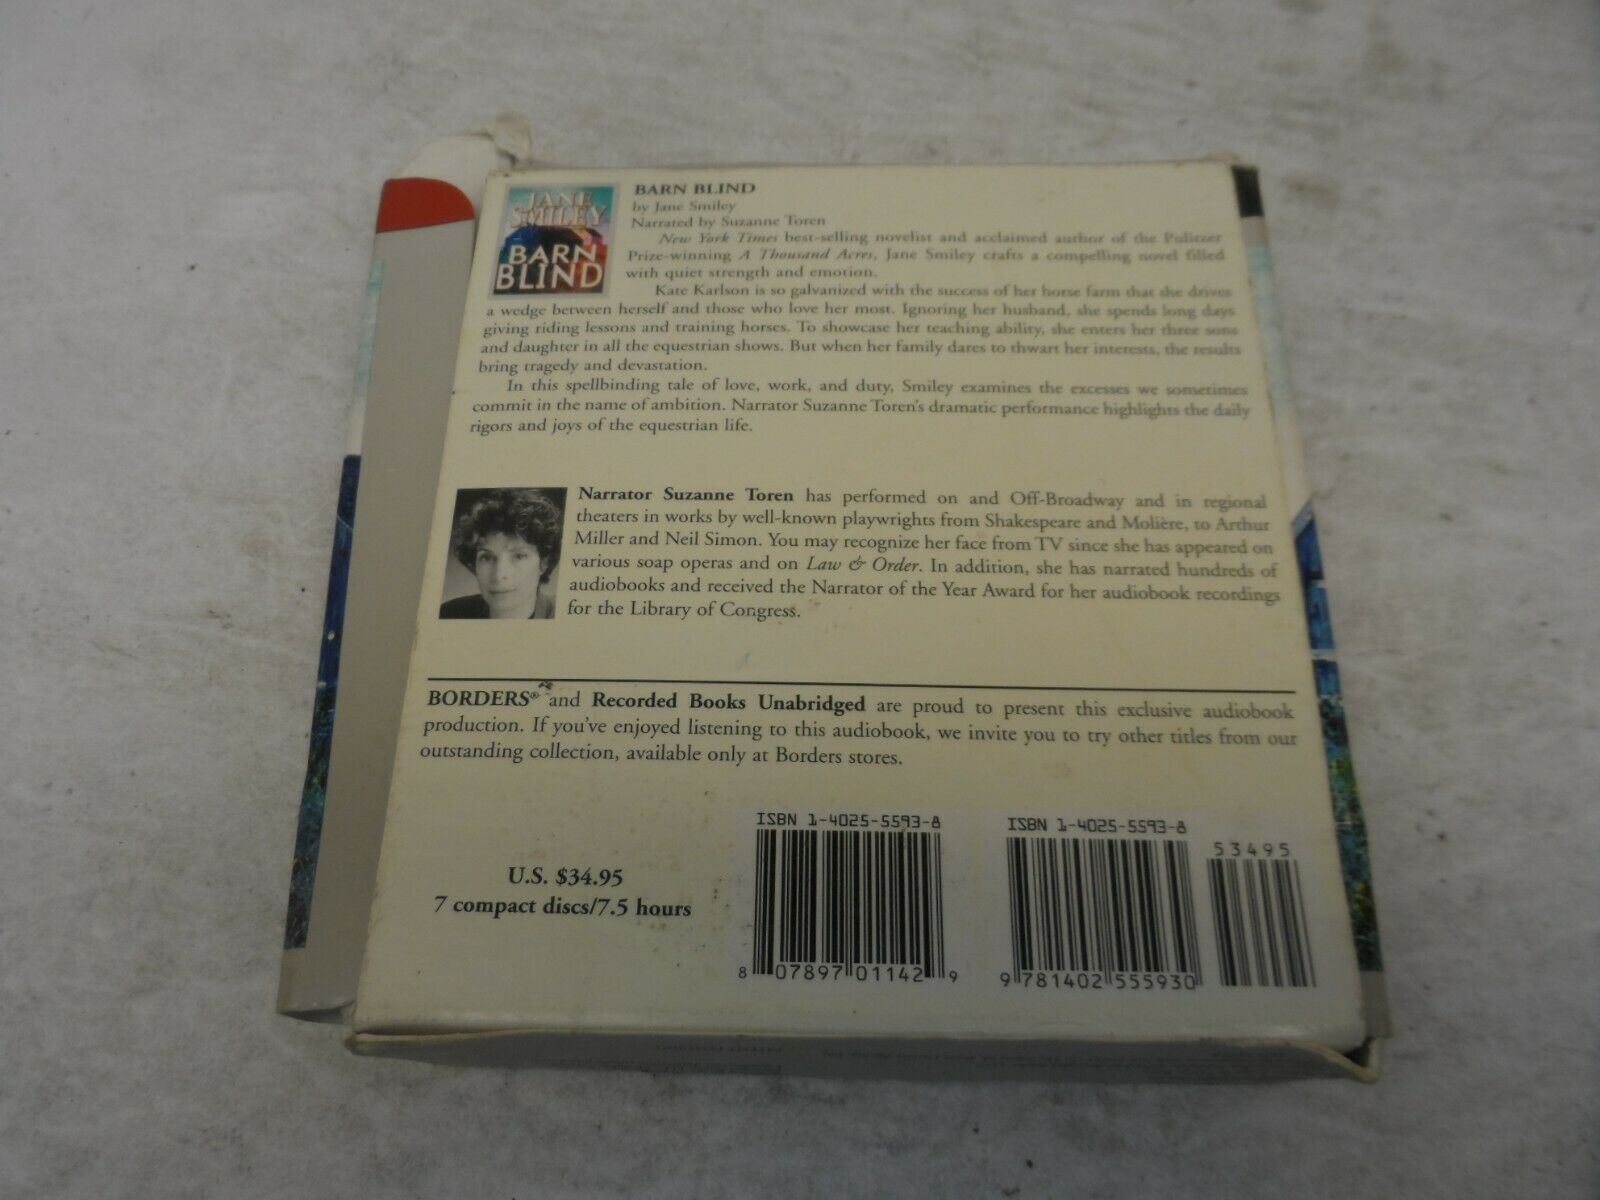 JANE
SMILEY
BARN
BLIND
BARN BLIND
by Jane Smiley
Narrated by Suzanne Toren
New York Times best-selling novelist and acclaimed author of the Pulitzer
Prize-winning A Thousand Acres, Jane Smiley crafts a compelling novel filled
with quiet strength and emotion.
Kate Karlson is so galvanized with the success of her horse farm that she drives
a wedge between herself and those who love her most. Ignoring her husband, she spends long days
giving riding lessons and training horses. To showcase her teaching ability, she enters her three sons
and daughter in all the equestrian shows. But when her family dares to thwart her interests, the results
bring tragedy and devastation.
In this spellbinding tale of love, work, and duty, Smiley examines the excesses we sometimes
commit in the name of ambition. Narrator Suzanne Toren's dramatic performance highlights the daily
rigors and joys of the equestrian life.
Narrator Suzanne Toren has performed on and Off-Broadway and in regional
theaters in works by well-known playwrights from Shakespeare and Molière, to Arthur
Miller and Neil Simon. You may recognize her face from TV since she has appeared on
various soap operas and on Law & Order. In addition, she has narrated hundreds of
audiobooks and received the Narrator of the Year Award for her audiobook recordings
for the Library of Congress.
BORDERS® and Recorded Books Unabridged are proud to present this exclusive audiobook
production. If you've enjoyed listening to this audiobook, we invite you to try other titles from our
outstanding collection, available only at Borders stores.
U.S. $34.95
7 compact discs/7.5 hours
ISBN 1-4025-5593-8
8 07897 01142 9
ISBN 1-4025-5593-8
53495
9 781402 555930